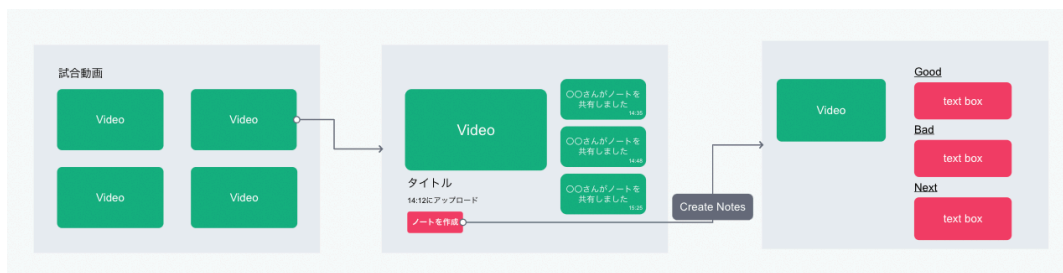 試合動画
Video
Video
Video
Video
Video
タイトル
14:12にアップロード
ノートを作成
〇〇さんがノートを
共有しました
14:35
〇〇さんがノートを
共有しました
14:48
〇〇さんがノートを
共有しました
15:25
Create Notes
Video
Good
text box
Bad
text box
Next
text box